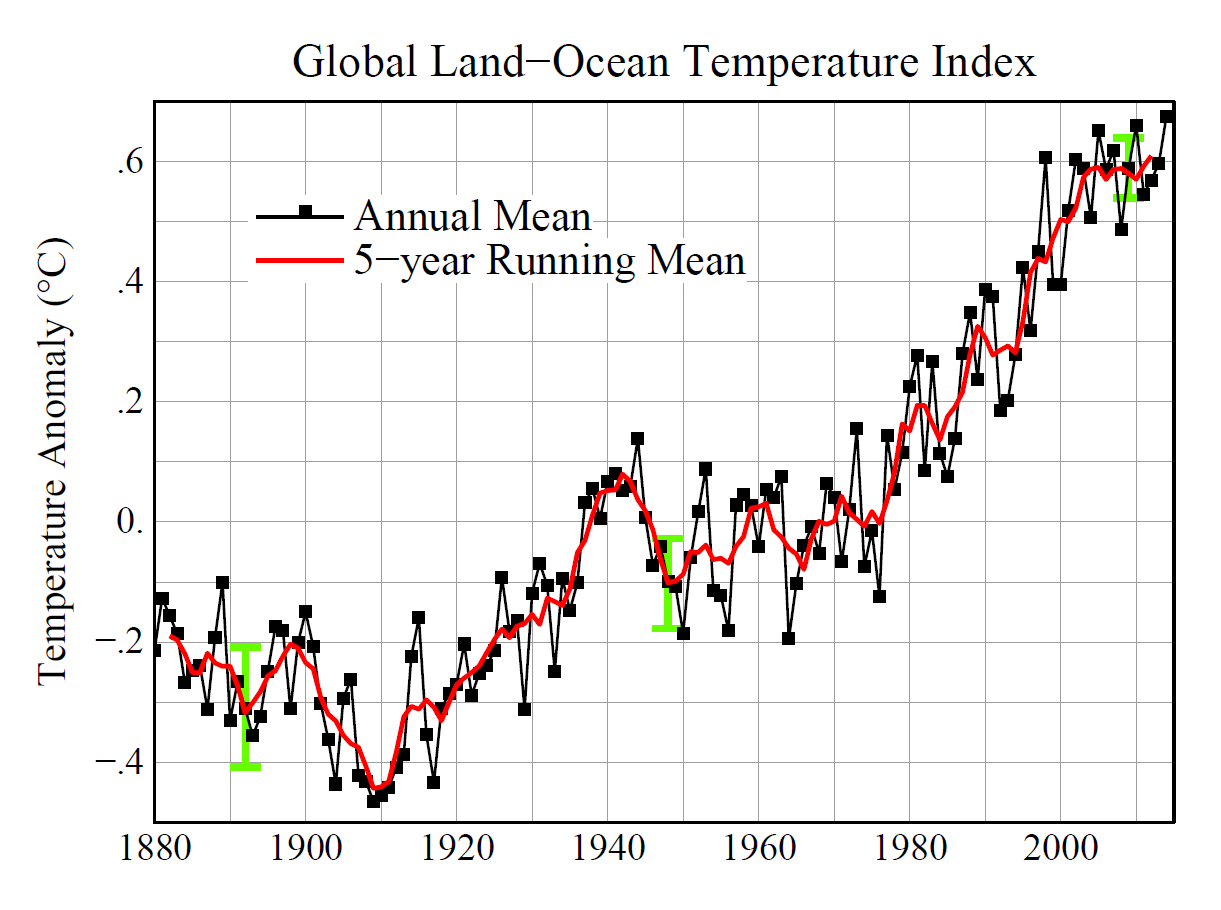 Global Land−Ocean Temperature Index
Temperature Anomaly (°C)
.6
.4
.2
0.
−.2
−.4
Annual Mean
5−year Running Mean
1880 1900 1920 1940 1960 1980 2000